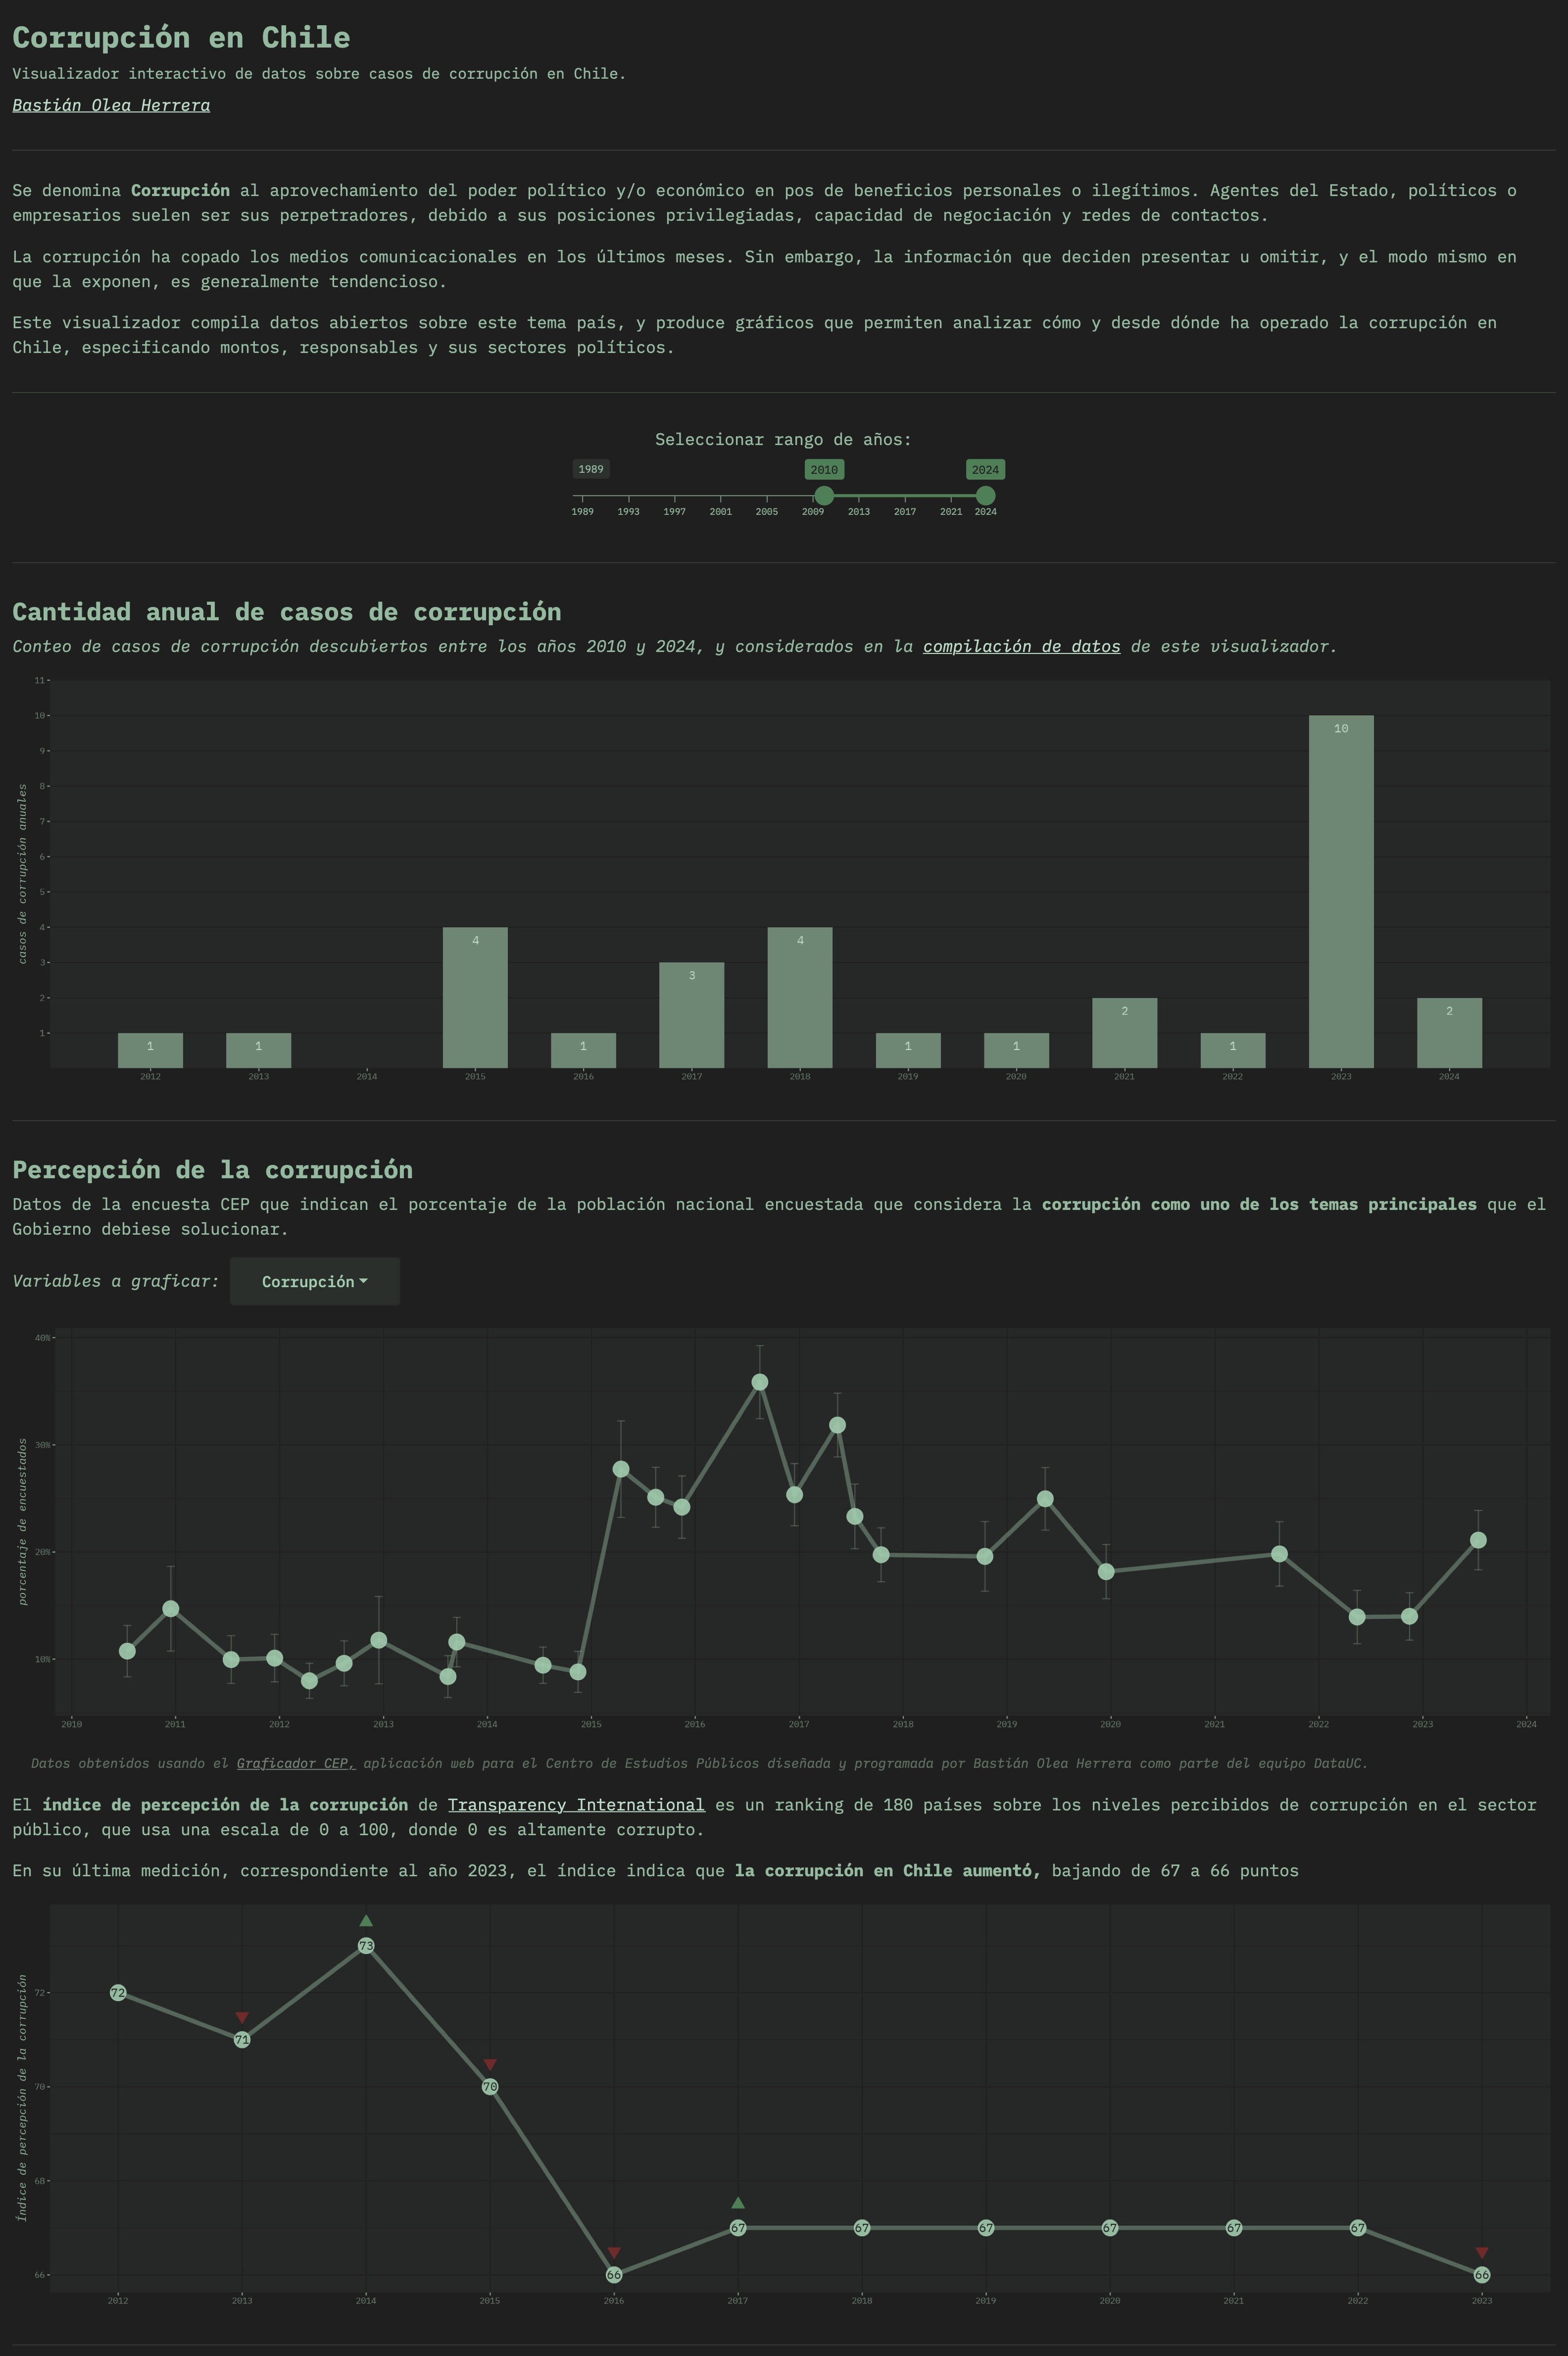 Corrupción en Chile
Visualizador interactivo de datos sobre casos de corrupción en Chile.
Bastián Olea Herrera
Se denomina Corrupción al aprovechamiento del poder político y/o económico en pos de beneficios personales o ilegítimos. Agentes del Estado, políticos o
empresarios suelen ser sus perpetradores, debido a sus posiciones privilegiadas, capacidad de negociación y redes de contactos.
La corrupción ha copado los medios comunicacionales en los últimos meses. Sin embargo, la información que deciden presentar u omitir, y el modo mismo en
que la exponen, es generalmente tendencioso.
Este visualizador compila datos abiertos sobre este tema país, y produce gráficos que permiten analizar cómo y desde dónde ha operado la corrupción en
Chile, especificando montos, responsables y sus sectores políticos.
Seleccionar rango de años:
1989 2010 2024
1989 1993 1997 2001 2005 2009 2013 2017 2021 2024
Cantidad anual de casos de corrupción
Conteo de casos de corrupción descubiertos entre los años 2010 y 2024, y considerados en la compilación de datos de este visualizador.
casos de corrupción anuales
11
10
9
8
7
6
5
4
3
2
1
1 1 4 1 3 4 1 1 2 1 10 2
2012 2013 2014 2015 2016 2017 2018 2019 2020 2021 2022 2023 2024
Percepción de la corrupción
Datos de la encuesta CEP que indican el porcentaje de la población nacional encuestada que considera la corrupción como uno de los temas principales que el
Gobierno debiese solucionar.
Variables a graficar: Corrupción
porcentaje de encuestados
40%
30%
20%
10%
2010 2011 2012 2013 2014 2015 2016 2017 2018 2019 2020 2021 2022 2023 2024
Datos obtenidos usando el Graficador CEP, aplicación web para el Centro de Estudios Públicos diseñada y programada por Bastián Olea Herrera como parte del equipo DataUC.
El índice de percepción de la corrupción de Transparency International es un ranking de 180 países sobre los niveles percibidos de corrupción en el sector
público, que usa una escala de 0 a 100, donde 0 es altamente corrupto.
En su última medición, correspondiente al año 2023, el índice indica que la corrupción en Chile aumentó, bajando de 67 a 66 puntos
Índice de percepción de la corrupción
72
70
68
66
72 71 73 70 66 67 67 67 67 67 67 66
2012 2013 2014 2015 2016 2017 2018 2019 2020 2021 2022 2023